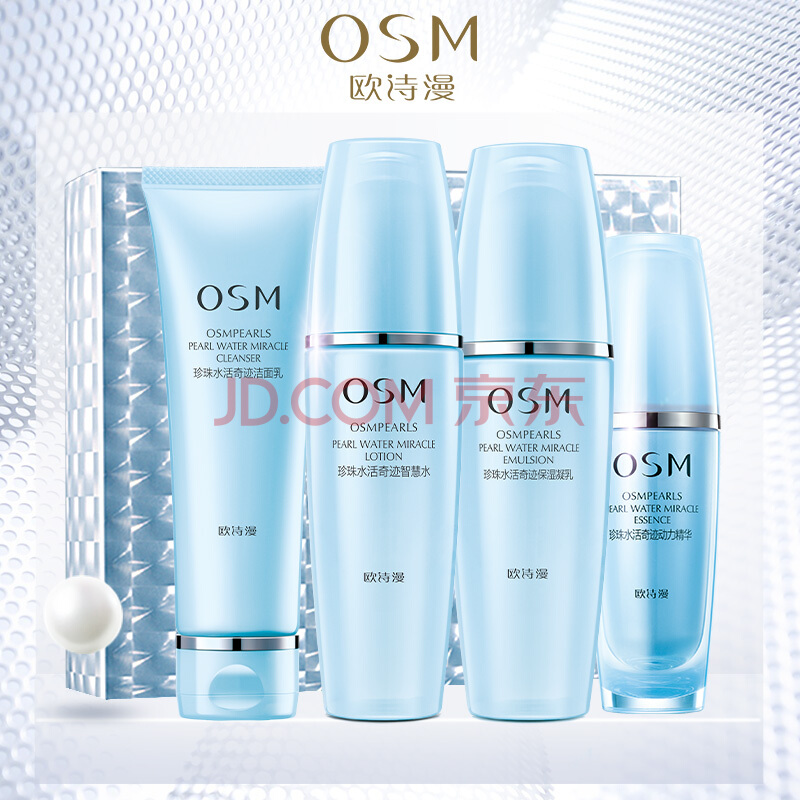 OSM
欧诗漫
OSM
OSMPEARLS
PEARL WATER MIRACLE
CLEANSER
珍珠水活奇迹洁面乳
欧诗漫
OSM
OSMPEARLS
PEARL WATER MIRACLE
LOTION
珍珠水活奇迹智慧水
欧诗漫
OSM
OSMPEARLS
PEARL WATER MIRACLE
EMULSION
珍珠水活奇迹保湿凝乳
欧诗漫
OSM
OSMPEARLS
PEARL WATER MIRACLE
ESSENCE
珍珠水活奇迹动力精华
欧诗漫
JD.COM 京东